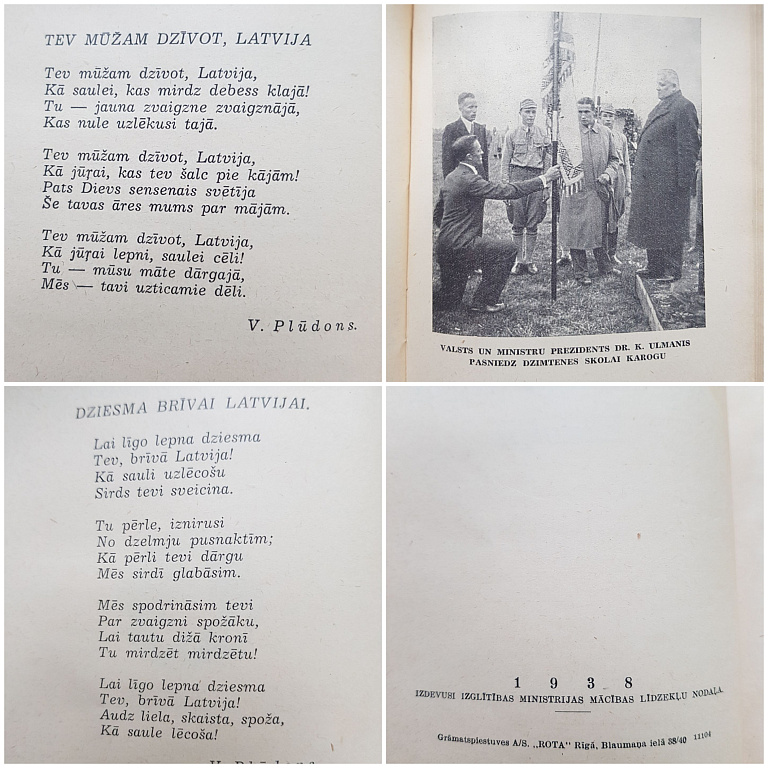 TEV MŪŽAM DZĪVOT, LATVIJA
Tev mūžam dzīvot, Latvija,
Kā saulei, kas mirdz debess klajā!
Tu — jauna zvaigzne zvaigznājā,
Kas nule uzlēkusi tajā.
Tev mūžam dzīvot, Latvija,
Kā jūŗai, kas tev šalc pie kājām!
Pats Dievs sensenais svētīja
Še tavas āres mums par mājām.
Tev mūžam dzīvot, Latvija,
Kā jūŗai lepni, saulei cēli!
Tu — mūsu māte dārgajā,
Mēs — tavi uzticamie dēli.
V. Plūdons.
VALSTS UN MINISTRU PREZIDENTS DR. K. ULMANIS
PASNIEDZ DZIMTENES SKOLAI KAROGU
DZIESMA BRĪVAI LATVIJAI.
Lai līgo lepna dziesma
Tev, brīvā Latvija!
Kā sauli uzlēcošu
Sirds tevi sveicina.
Tu pērle, iznirusi
No dzelmju pusnaktīm;
Kā pērli tevi dārgu
Mēs sirdī glabāsim.
Mēs spodrināsim tevi
Par zvaigzni spožāku,
Lai tautu dižā kronī
Tu mirdzēt mirdzētu!
Lai līgo lepna dziesma
Tev, brīvā Latvija!
Audz liela, skaista, spoža,
Kā saule lēcoša!
1938
IZDEVUSI IZGLĪTĪBAS MINISTRIJAS MĀCĪBAS LĪDZEKĻU NODAĻA.
Grāmatspiestuves A/S. „ROTA" Rīgā, Blaumaņa ielā 38/40 11104